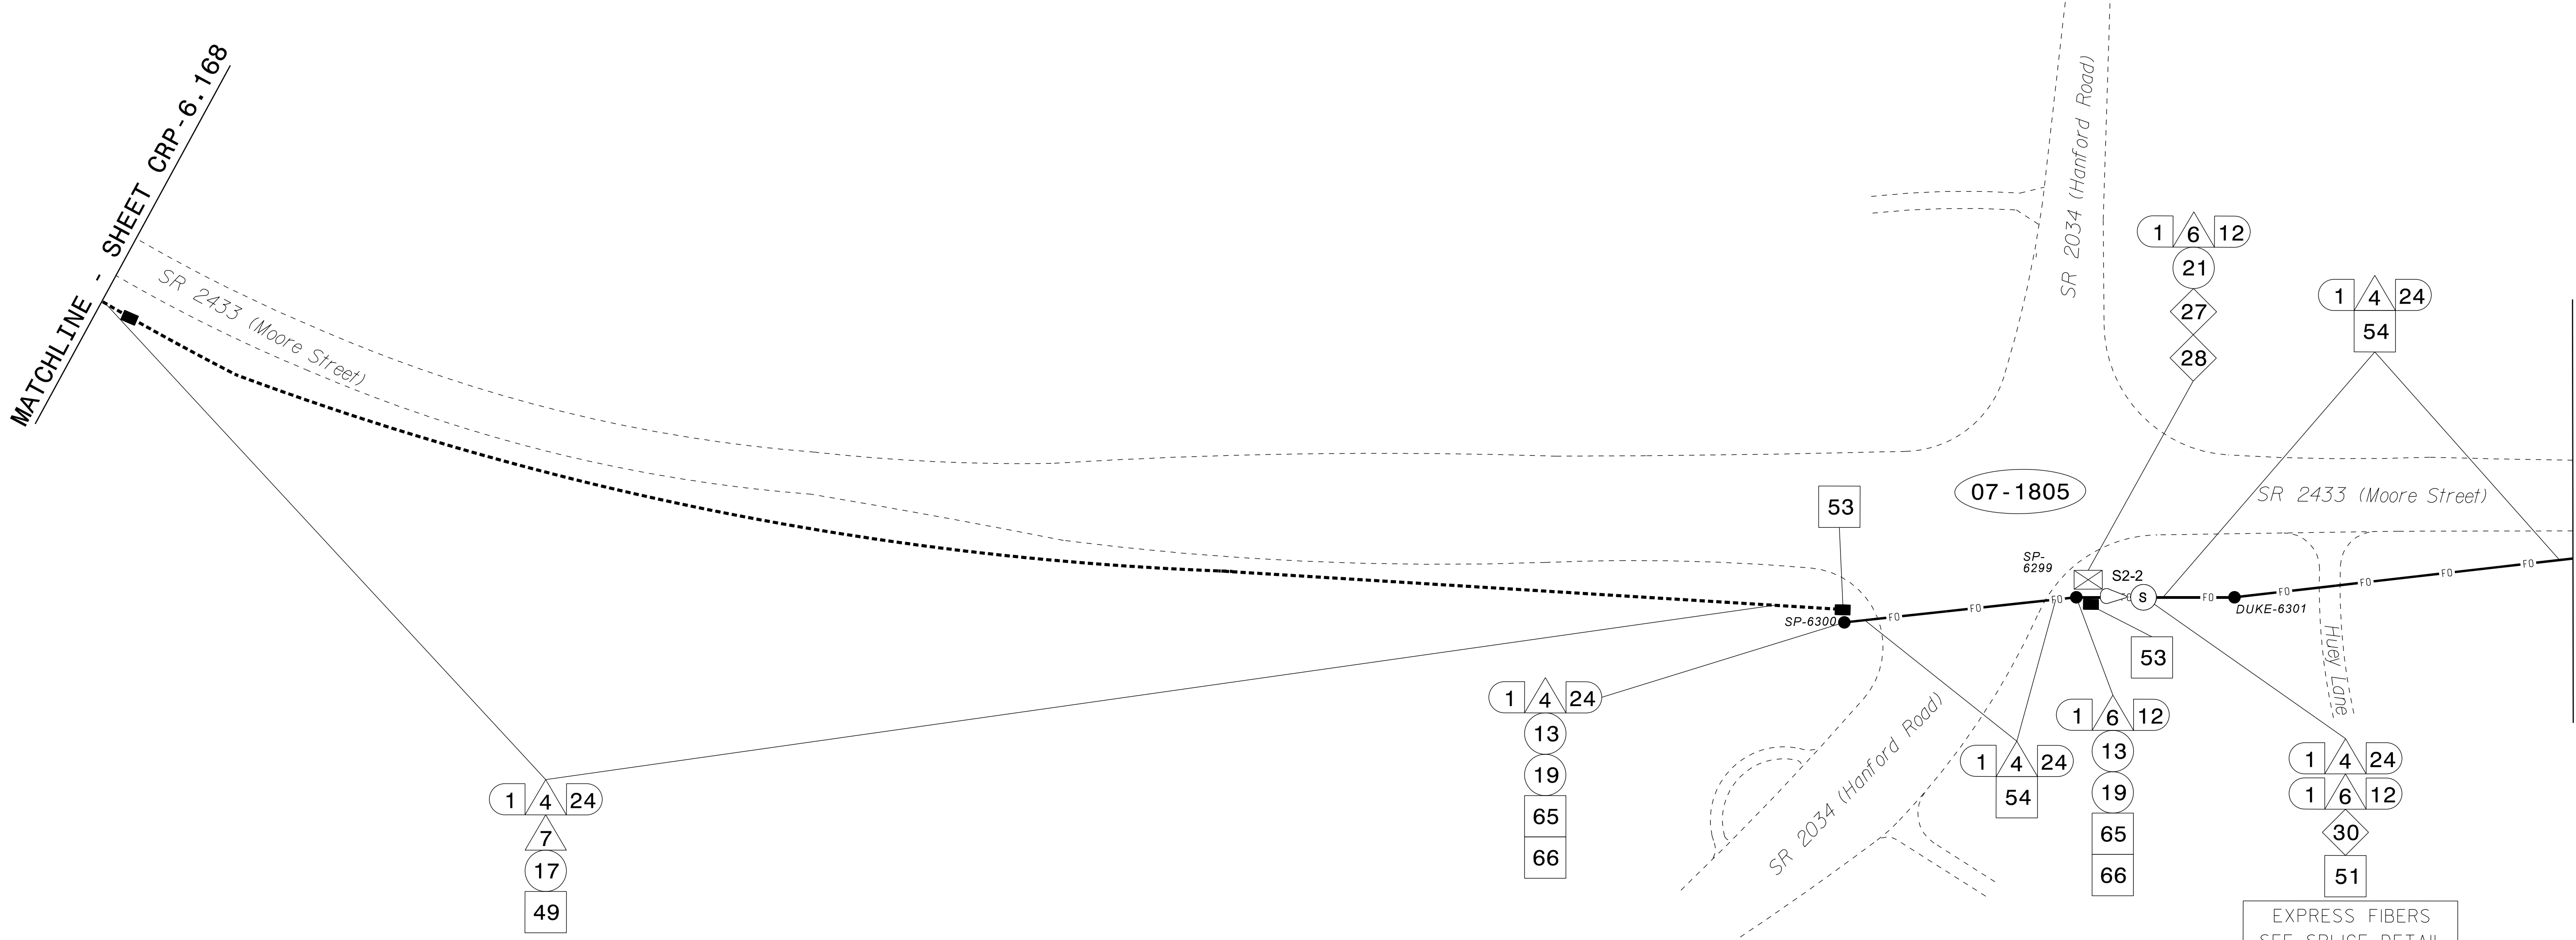 MATCHLINE - SHEET CRP-6.168
SR 2433 (Moore Street)
SR 2034 (Hanford Road)
1 6 12
21
27
28
1 4 24
54
53
07-1805
SR 2433 (Moore Street)
SP-
6299
S2-2
FO FO FO FO FO FO FO FO FO
S
SP-6300
DUKE-6301
53
Huey Lane
SR 2034 (Hanford Road)
1 4 24
13
19
65
66
1 4 24
54
1 6 12
13
19
65
66
1 4 24
1 6 12
30
51
1 4 24
7
17
49
EXPRESS FIBERS
SEE SPLICE DETAIL